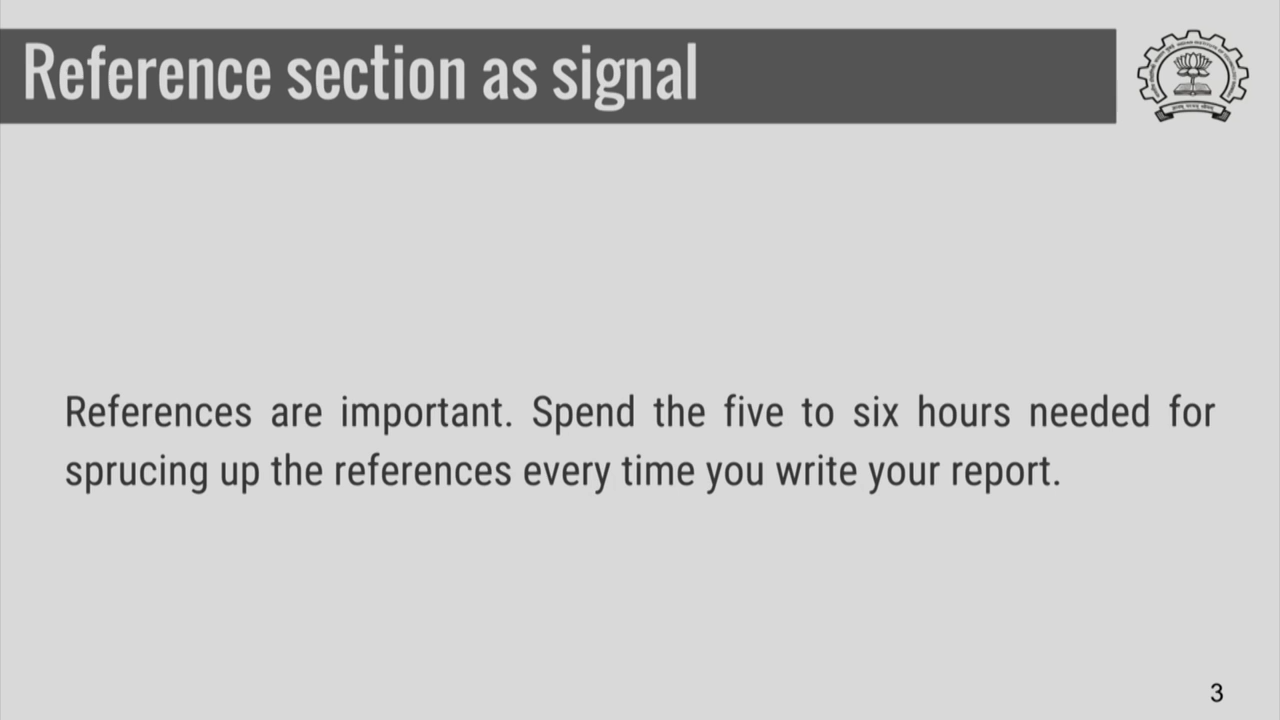 Reference section as signal
References are important. Spend the five to six hours needed for
sprucing up the references every time you write your report.
3